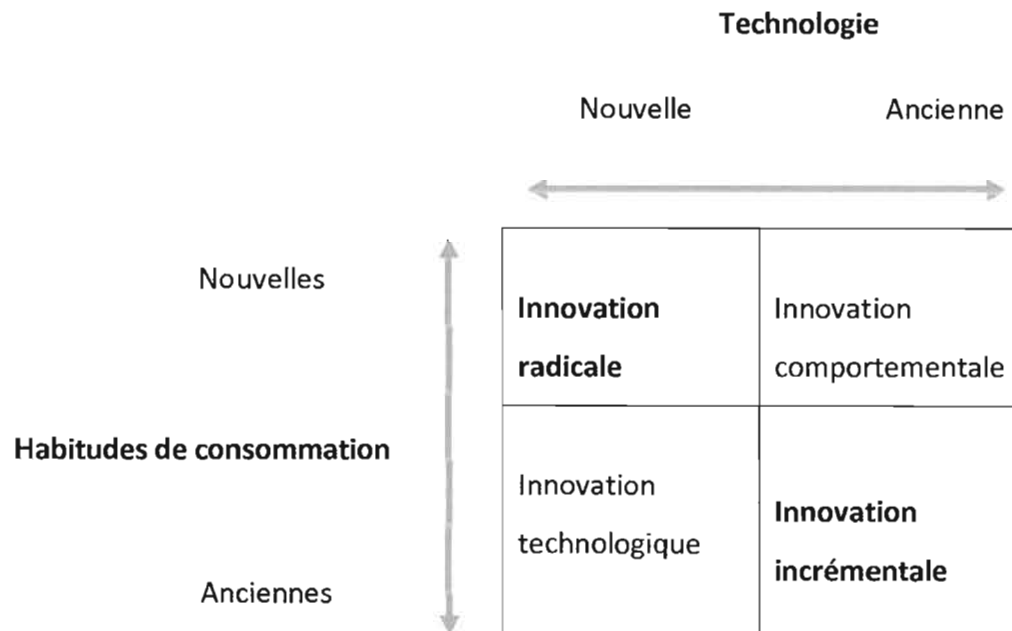 Technologie
Nouvelle
Ancienne
Nouvelles
Innovation
radicale
Innovation
comportementale
Habitudes de consommation
Innovation
technologique
Innovation
incrémentale
Anciennes